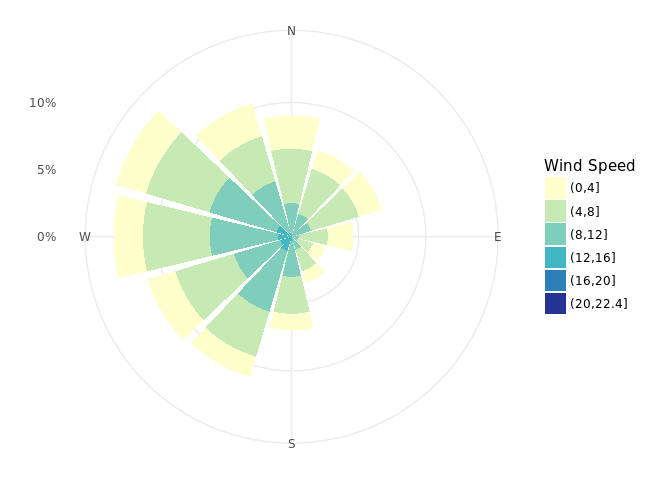 N
10%
5%
0%
W
E
S
Wind Speed
(0,4]
(4,8]
(8,12]
(12,16]
(16,20]
(20,22.4]